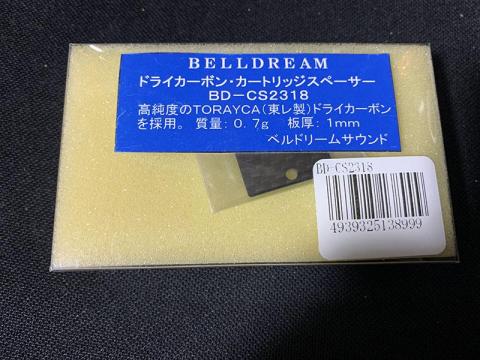 BELLDREAM
ドライカーボン・カートリッジスペーサー
BD-CS2318
高純度のTORAYCA(東レ製)ドライカーボン
を採用。 質量：0.7g 板厚：1mm
ベルドリームサウンド
BD-CS2318
4939325138999